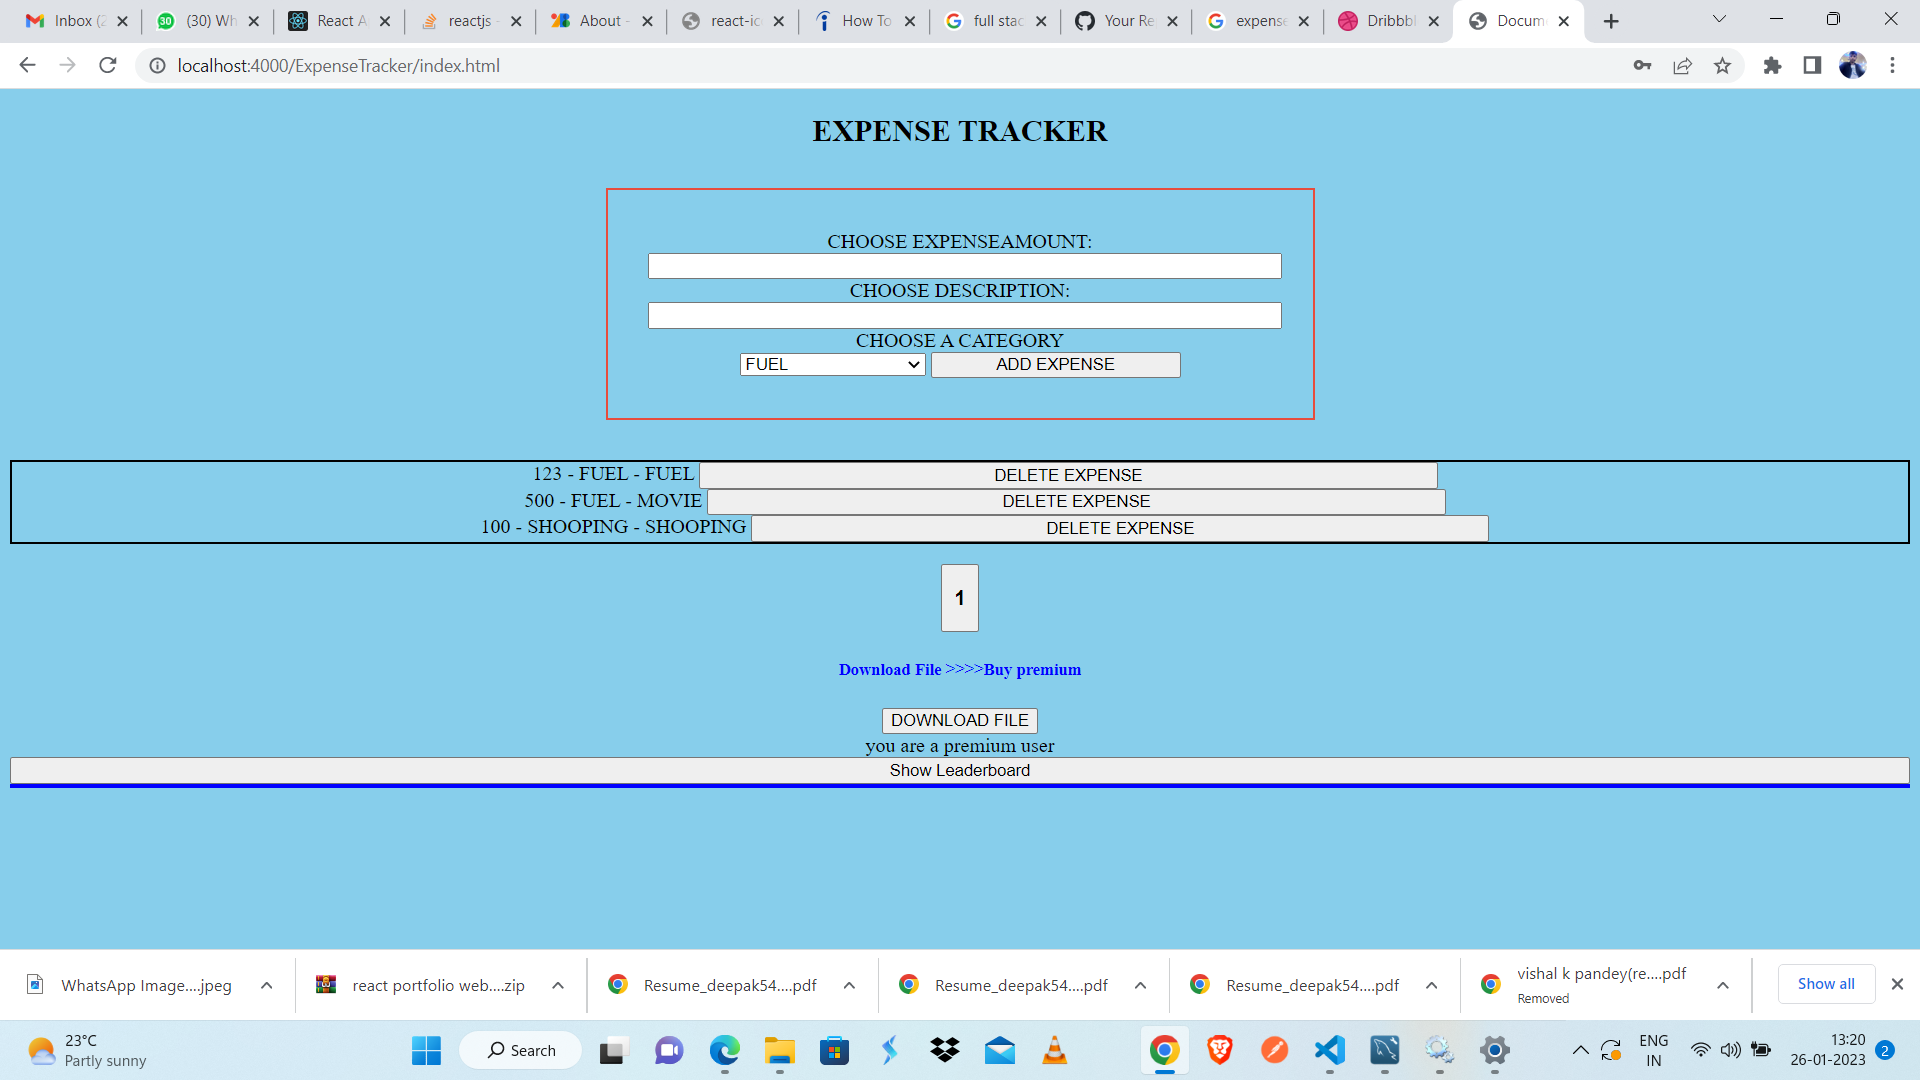 Inbox (2
(30) Wh
React A
reactjs -
About -
react-ic
How To
full stac
Your Re
expense
Dribbbl
Docum
localhost:4000/ExpenseTracker/index.html
EXPENSE TRACKER
CHOOSE EXPENSEAMOUNT:
CHOOSE DESCRIPTION:
CHOOSE A CATEGORY
FUEL
ADD EXPENSE
123 - FUEL - FUEL DELETE EXPENSE
500 - FUEL - MOVIE DELETE EXPENSE
100 - SHOOPING - SHOOPING DELETE EXPENSE
1
Download File >>>>Buy premium
DOWNLOAD FILE
you are a premium user
Show Leaderboard
WhatsApp Image....jpeg
react portfolio web....zip
Resume_deepak54....pdf
Resume_deepak54....pdf
Resume_deepak54....pdf
vishal k pandey(re....pdf
Removed
Show all
23°C
Partly sunny
Search
ENG
IN
13:20
26-01-2023
2